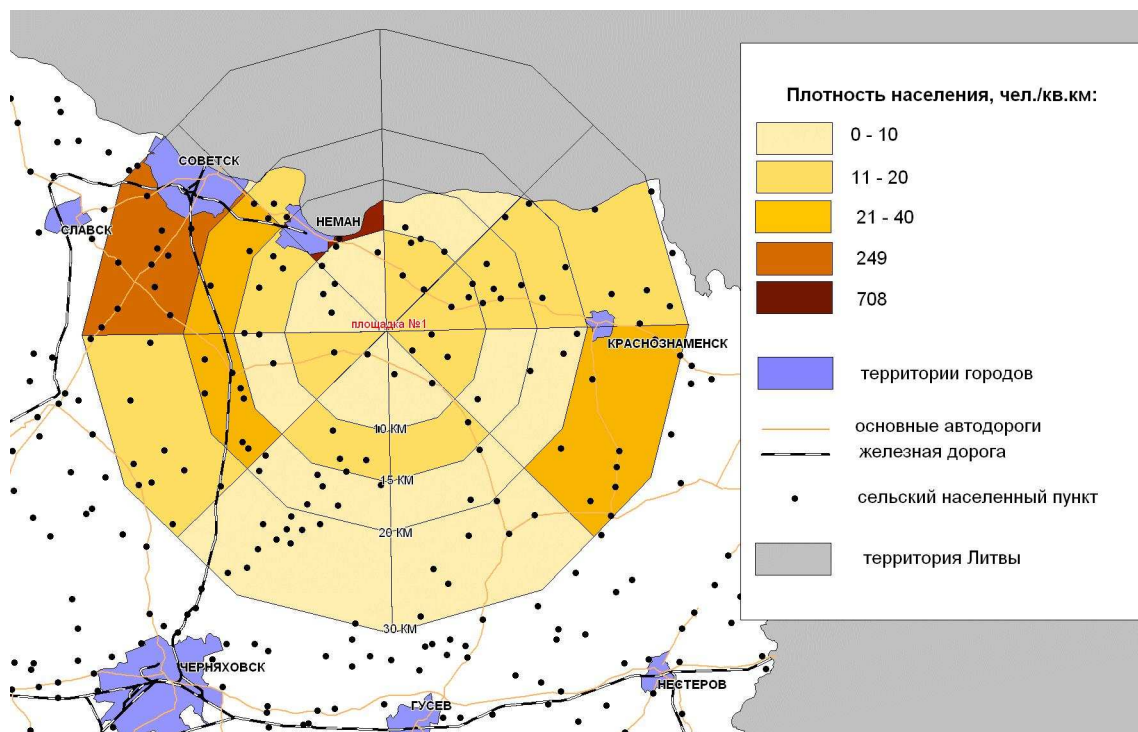 СОВЕТСК
СЛАВСК
НЕМАН
площадка №1
КРАСНОЗНАМЕНСК
10 КМ
15 КМ
20 КМ
30 КМ
ЧЕРНЯХОВСК
ГУСЕВ
НЕСТЕРОВ
Плотность населения, чел./кв.км:
0 - 10
11 - 20
21 - 40
249
708
территории городов
основные автодороги
железная дорога
сельский населенный пункт
территория Литвы